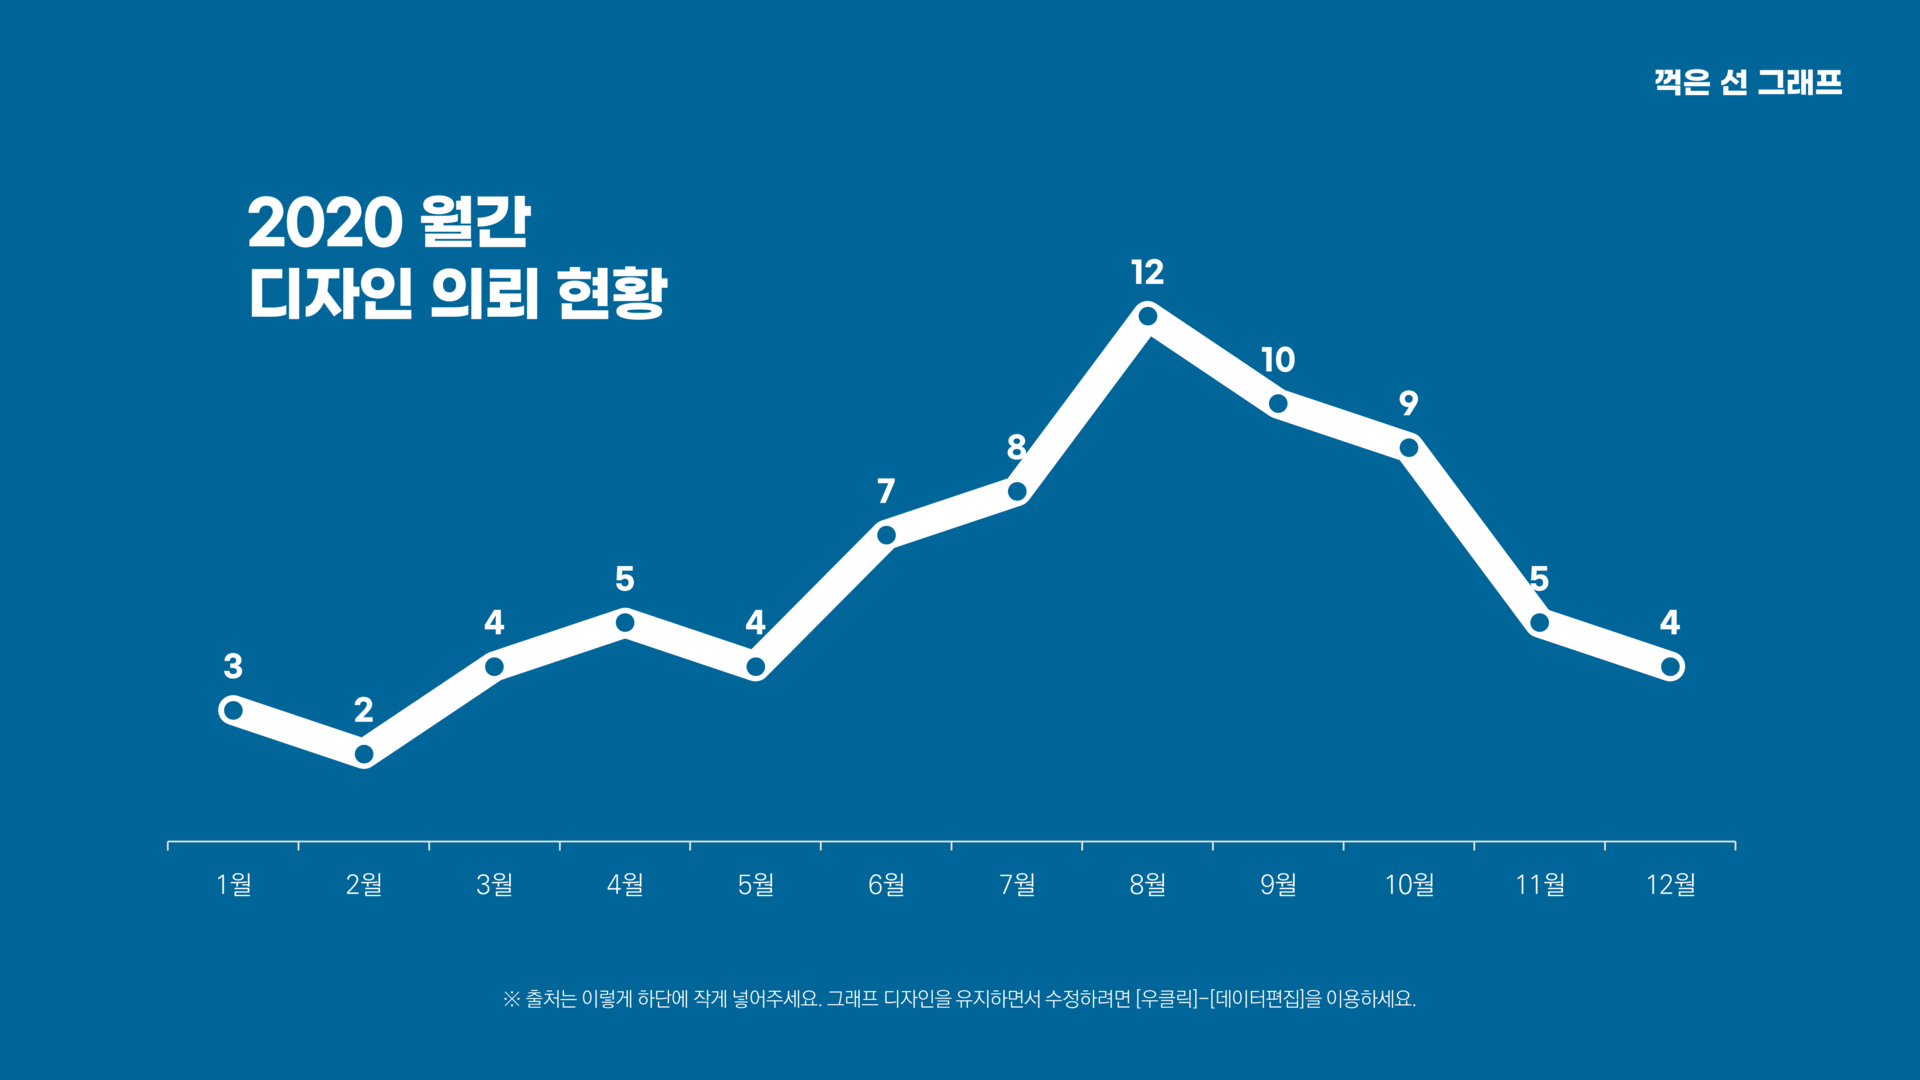 꺽은 선 그래프
2020 월간
디자인 의뢰 현황
3
2
4
5
4
7
8
12
10
9
5
4
1월 2월 3월 4월 5월 6월 7월 8월 9월 10월 11월 12월
※ 출처는 이렇게 하단에 작게 넣어주세요. 그래프 디자인을 유지하면서 수정하려면 [우클릭]-[데이터편집]을 이용하세요.